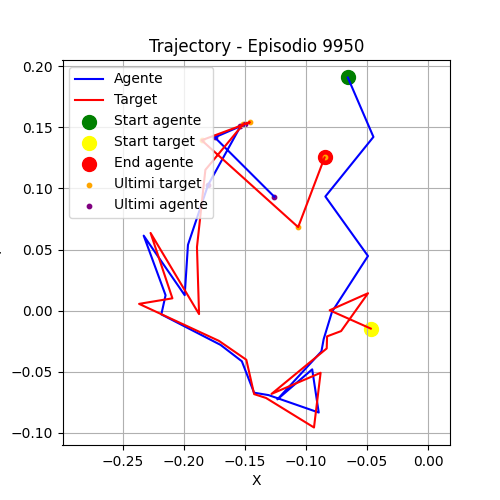 Trajectory - Episodio 9950
Agente
Target
Start agente
Start target
End agente
Ultimi target
Ultimi agente
0.20
0.15
0.10
0.05
0.00
−0.05
−0.10
−0.25
−0.20
−0.15
−0.10
−0.05
0.00
X